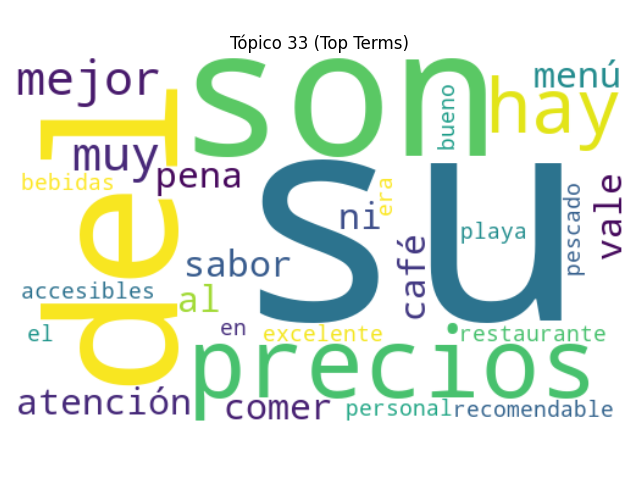 Tópico 33 (Top Terms)
mejor
son
menú
hay
bueno
muy
del
pena
bebidas
su
era
ni
vale
pescado
playa
café
sabor
accesibles
al
el
en
excelente
restaurante
precios
atención
comer
personal
recomendable